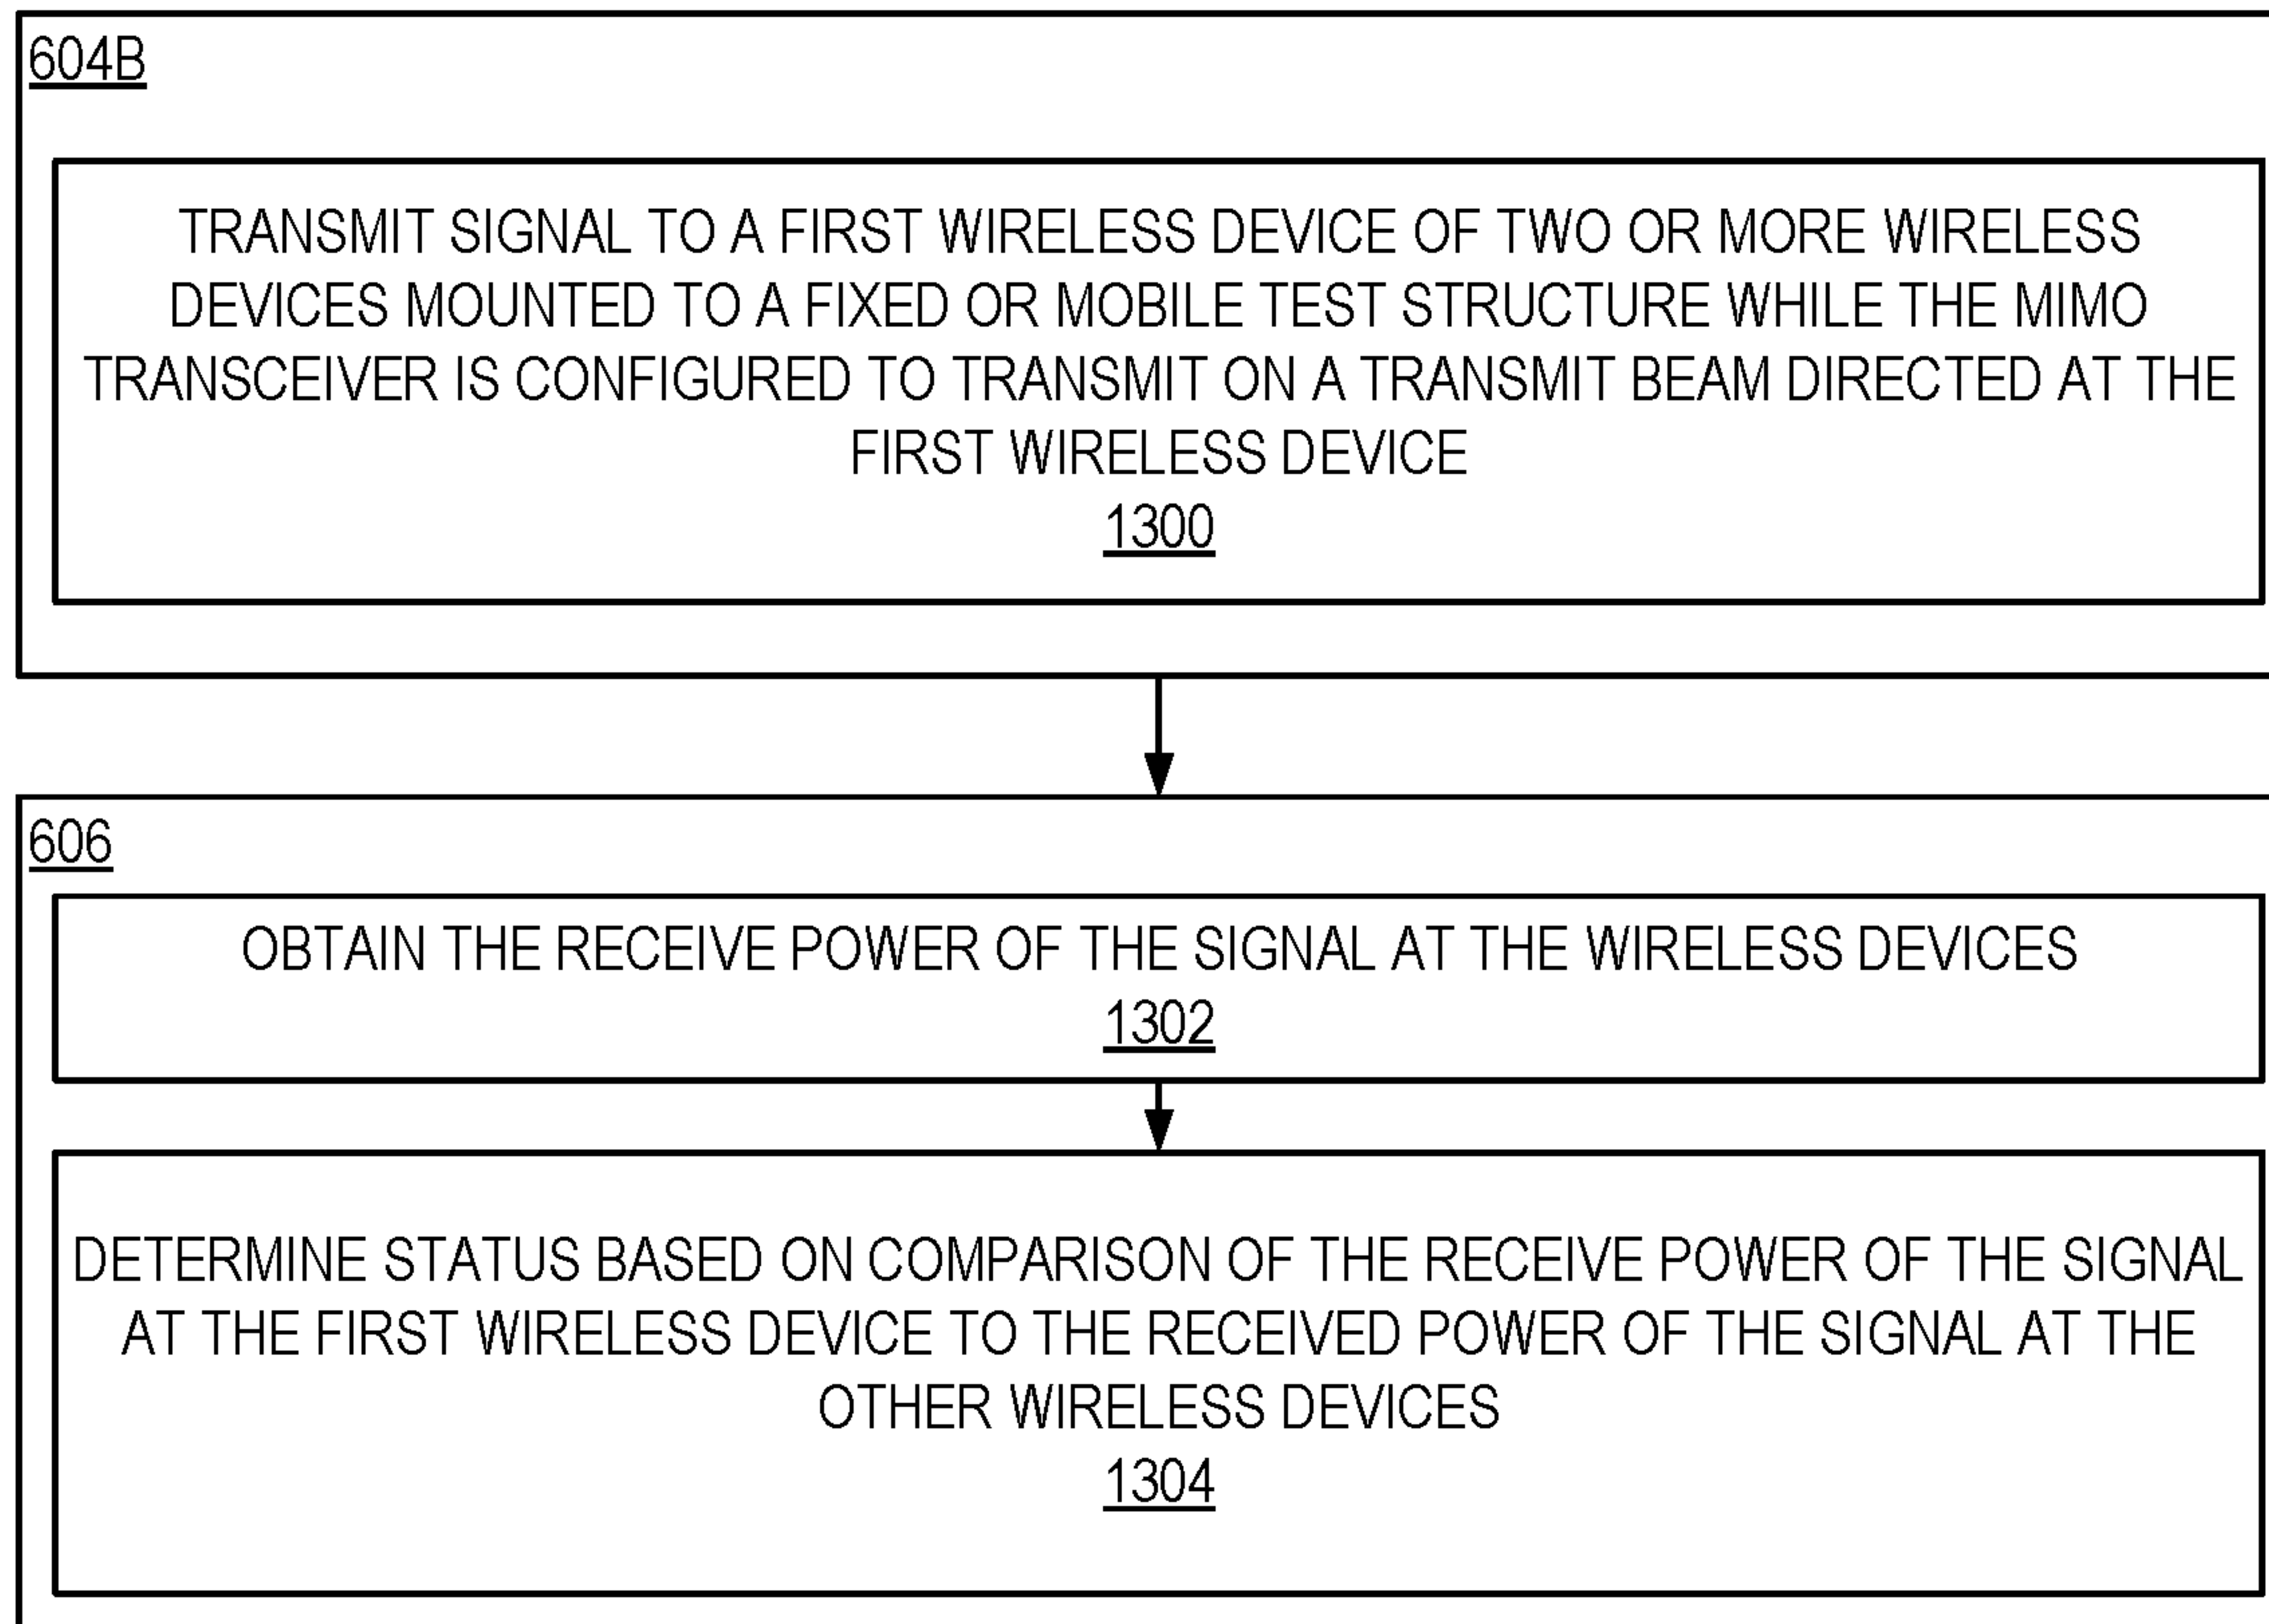 604B
TRANSMIT SIGNAL TO A FIRST WIRELESS DEVICE OF TWO OR MORE WIRELESS
DEVICES MOUNTED TO A FIXED OR MOBILE TEST STRUCTURE WHILE THE MIMO
TRANSCEIVER IS CONFIGURED TO TRANSMIT ON A TRANSMIT BEAM DIRECTED AT THE
FIRST WIRELESS DEVICE
1300
606
OBTAIN THE RECEIVE POWER OF THE SIGNAL AT THE WIRELESS DEVICES
1302
DETERMINE STATUS BASED ON COMPARISON OF THE RECEIVE POWER OF THE SIGNAL
AT THE FIRST WIRELESS DEVICE TO THE RECEIVED POWER OF THE SIGNAL AT THE
OTHER WIRELESS DEVICES
1304